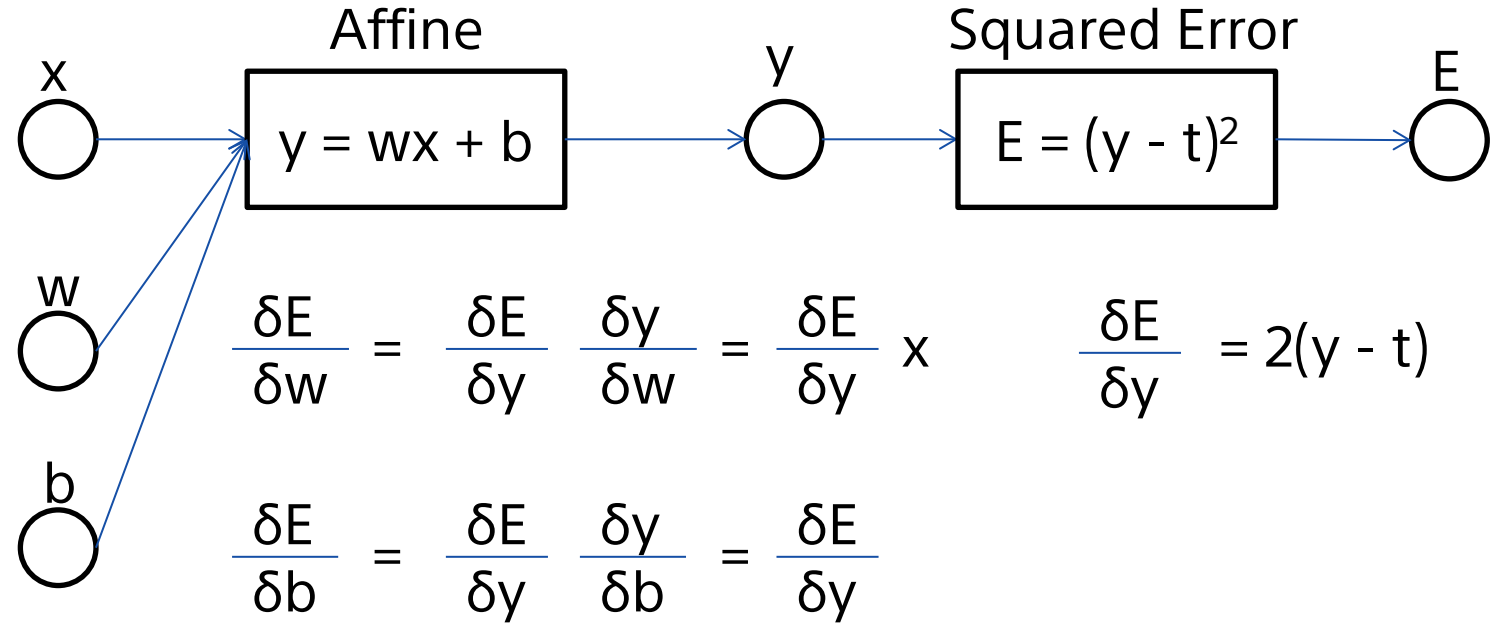 Affine
Squared Error
x
y
E
y = wx + b
E = (y - t)²
w
δE
δw
=
δE
δy
δy
δw
=
δE
δy
x
δE
δy
= 2(y - t)
b
δE
δb
=
δE
δy
δy
δb
=
δE
δy